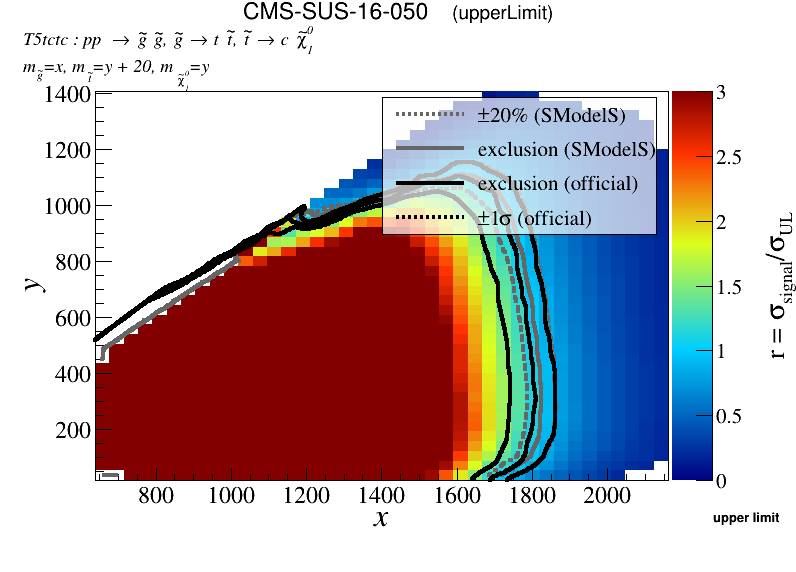 CMS-SUS-16-050 (upperLimit)
T5tctc : pp → g̃ g̃, g̃ → t t̃, t̃ → c χ̃⁰₁
m_g̃=x, m_t̃=y + 20, m_χ̃⁰₁=y
±20% (SModelS)
exclusion (SModelS)
exclusion (official)
±1σ (official)
1400
1200
1000
800
600
400
200
y
800 1000 1200 1400 1600 1800 2000
x
3
2.5
2
1.5
1
0.5
0
r = σ_signal/σ_UL
upper limit